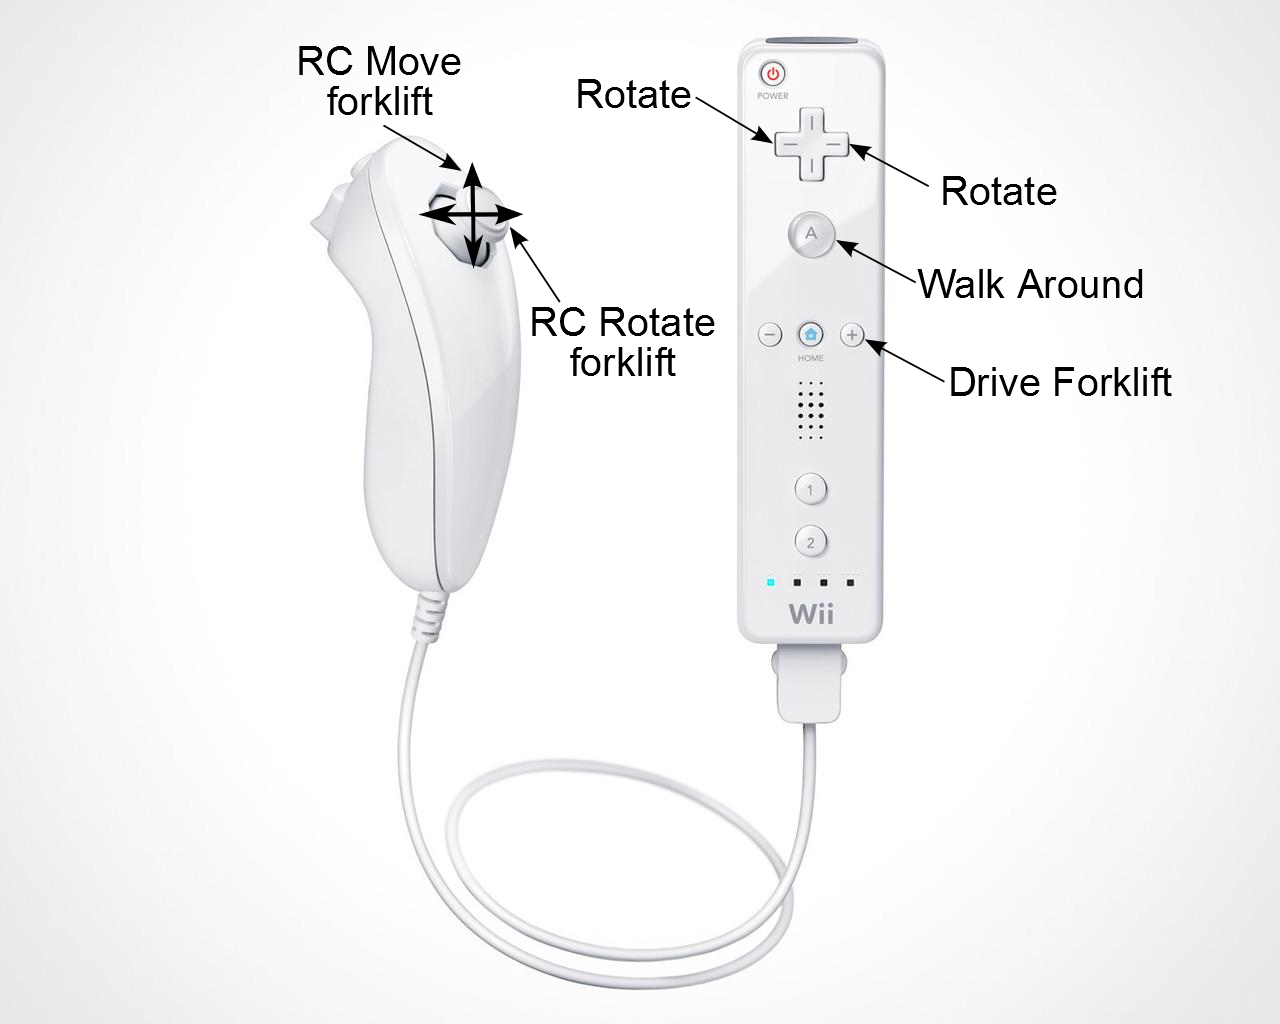 RC Move
forklift
RC Rotate
forklift
Rotate
POWER
Rotate
A
Walk Around
− HOME +
Drive Forklift
1
2
Wii